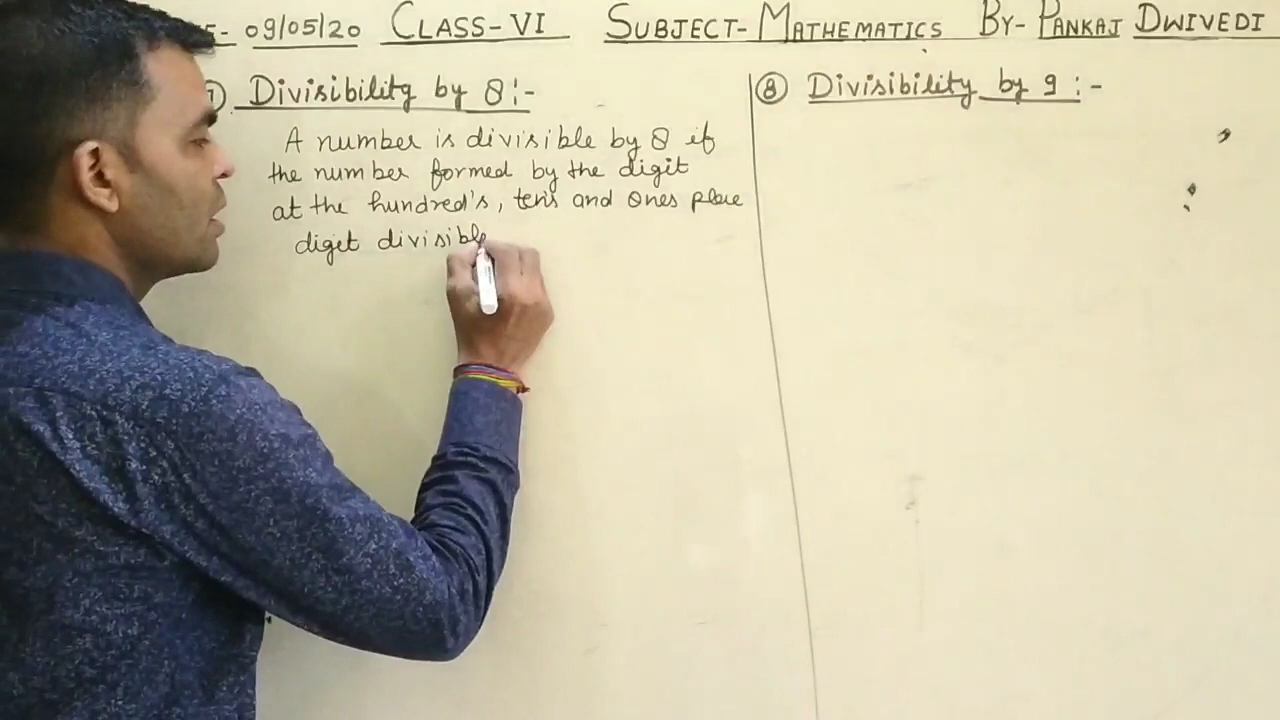 09/05/20 CLASS-VI SUBJECT- MATHEMATICS By- PANKAJ DWIVEDI
Divisibility by 8:-
A number is divisible by 8 if
the number formed by the digit
at the hundred's, ten's and ones place
digit divisible
⑧ Divisibility by 9:-